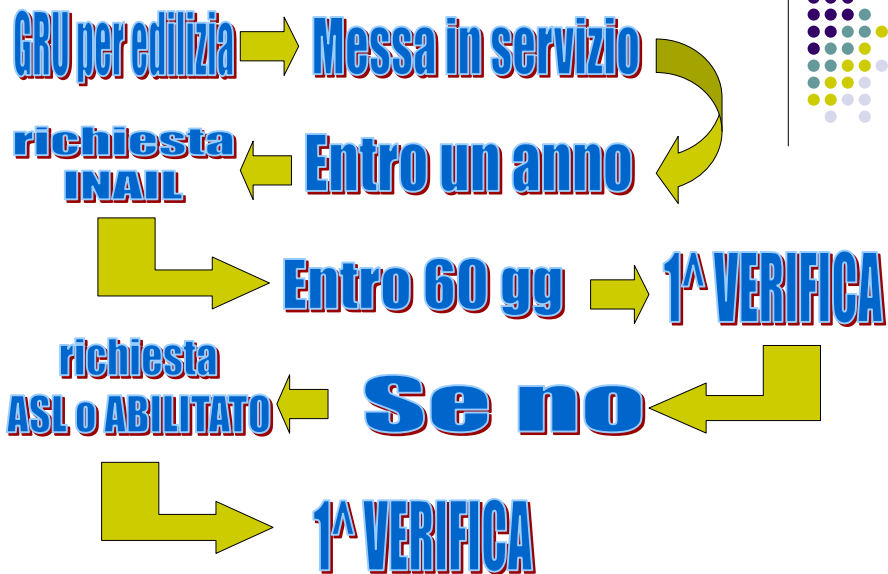 GRU per edilizia
Messa in servizio
Entro un anno
richiesta
INAIL
Entro 60 gg
1^ VERIFICA
Se no
richiesta
ASL o ABILITATO
1^ VERIFICA